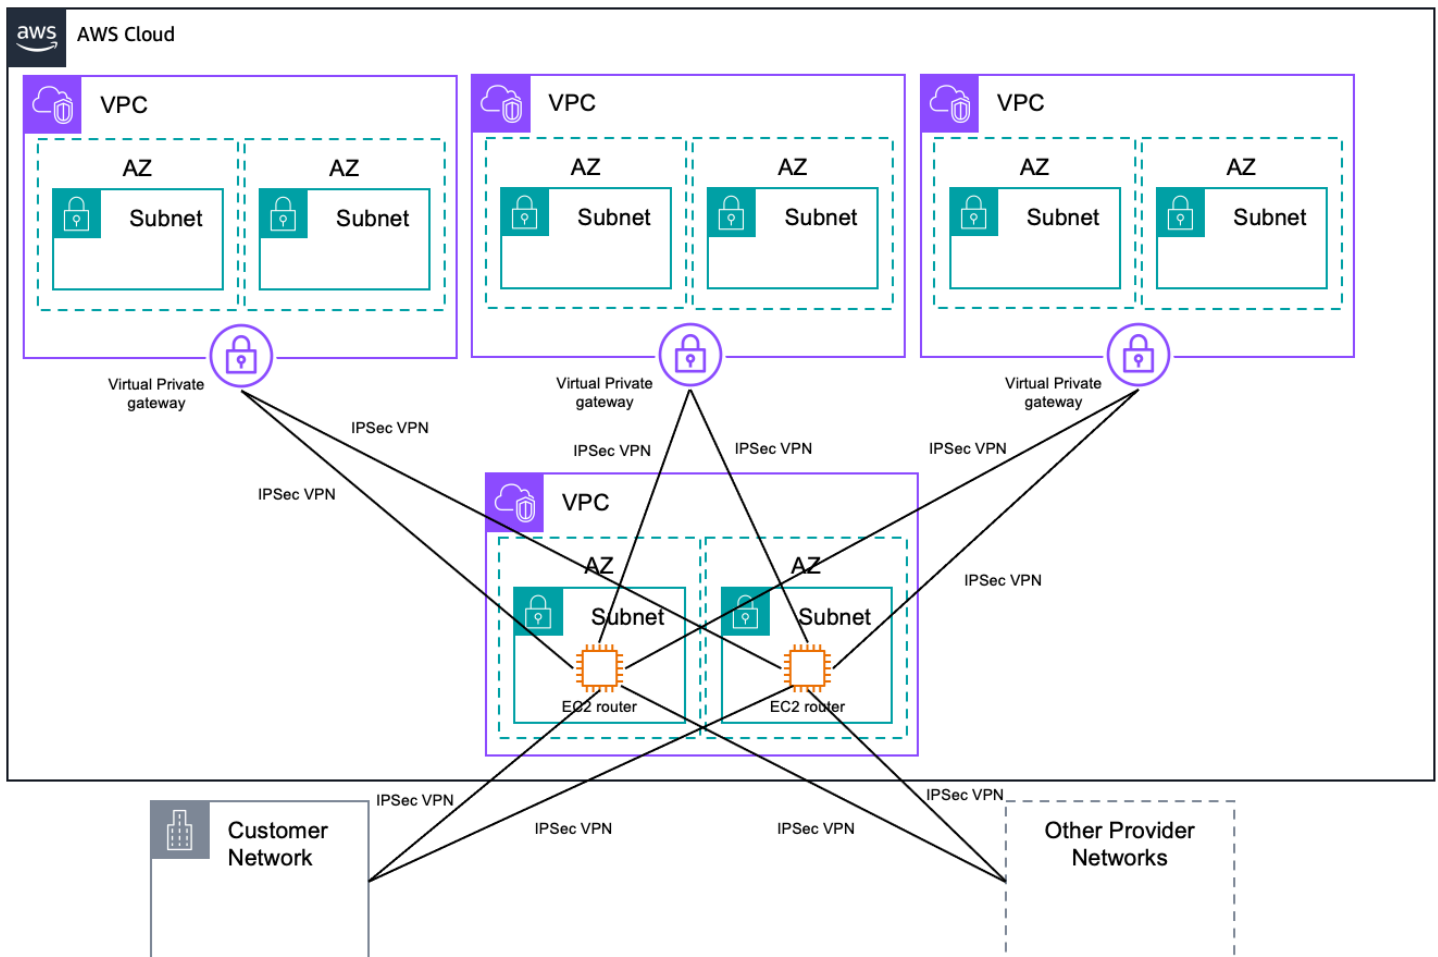 aws
AWS Cloud
VPC
VPC
VPC
AZ
AZ
AZ
AZ
AZ
AZ
Subnet
Subnet
Subnet
Subnet
Subnet
Subnet
Virtual Private
gateway
Virtual Private
gateway
Virtual Private
gateway
IPSec VPN
IPSec VPN
IPSec VPN
IPSec VPN
IPSec VPN
IPSec VPN
VPC
AZ
AZ
Subnet
Subnet
EC2 router
EC2 router
IPSec VPN
IPSec VPN
IPSec VPN
IPSec VPN
Customer
Network
Other Provider
Networks